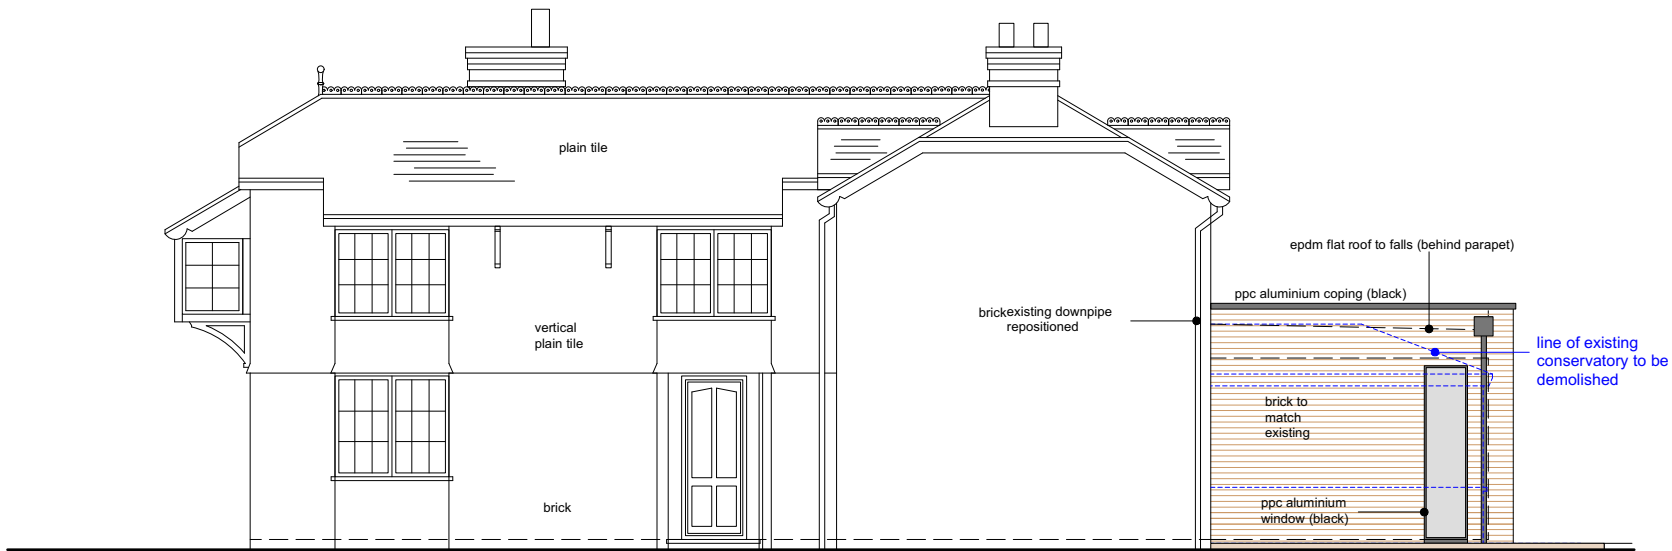 plain tile
epdm flat roof to falls (behind parapet)
ppc aluminium coping (black)
brickexisting downpipe
repositioned
vertical
plain tile
line of existing
conservatory to be
demolished
brick to
match
existing
brick
ppc aluminium
window (black)